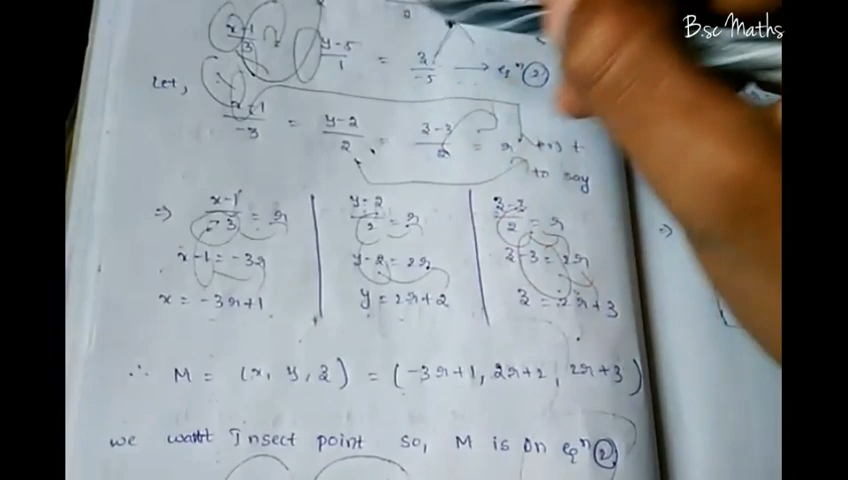 B.sc Maths
x-1/3 y-5/1 = z/-5 → eqⁿ (2)
Let,
x-1/-3 = y-2/2 = z-3/2 = r
to say
⇒ x-1/-3 = r | y-2/2 = r | z-3/2 = r ⇒
x-1 = -3r | y-2 = 2r | z-3 = 2r
x = -3r+1 | y = 2r+2 | z = 2r+3
∴ M = (x, y, z) = (-3r+1, 2r+2, 2r+3)
we want Insect point so, M is on eqⁿ (2)